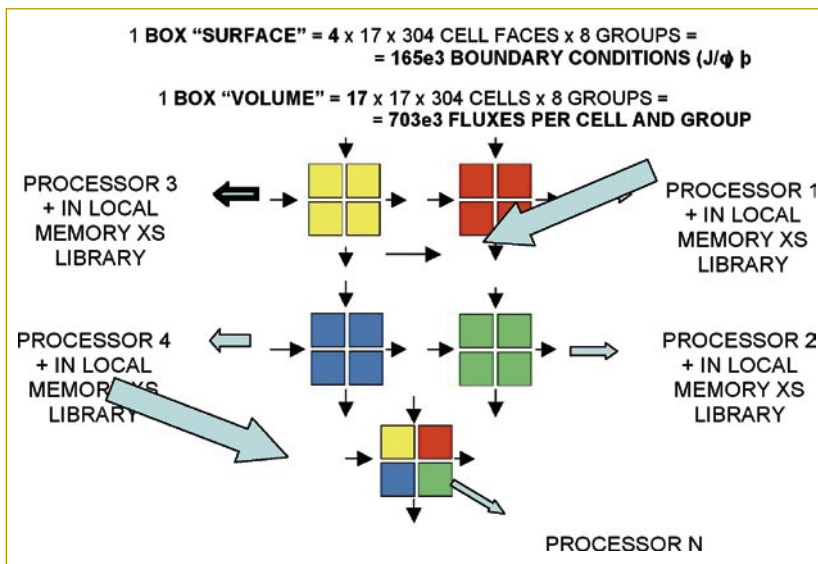 1 BOX “SURFACE” = 4 x 17 x 304 CELL FACES x 8 GROUPS =
= 165e3 BOUNDARY CONDITIONS (J/φ) þ
1 BOX “VOLUME” = 17 x 17 x 304 CELLS x 8 GROUPS =
= 703e3 FLUXES PER CELL AND GROUP
PROCESSOR 3
+ IN LOCAL
MEMORY XS
LIBRARY
PROCESSOR 1
+ IN LOCAL
MEMORY XS
LIBRARY
PROCESSOR 4
+ IN LOCAL
MEMORY XS
LIBRARY
PROCESSOR 2
+ IN LOCAL
MEMORY XS
LIBRARY
PROCESSOR N